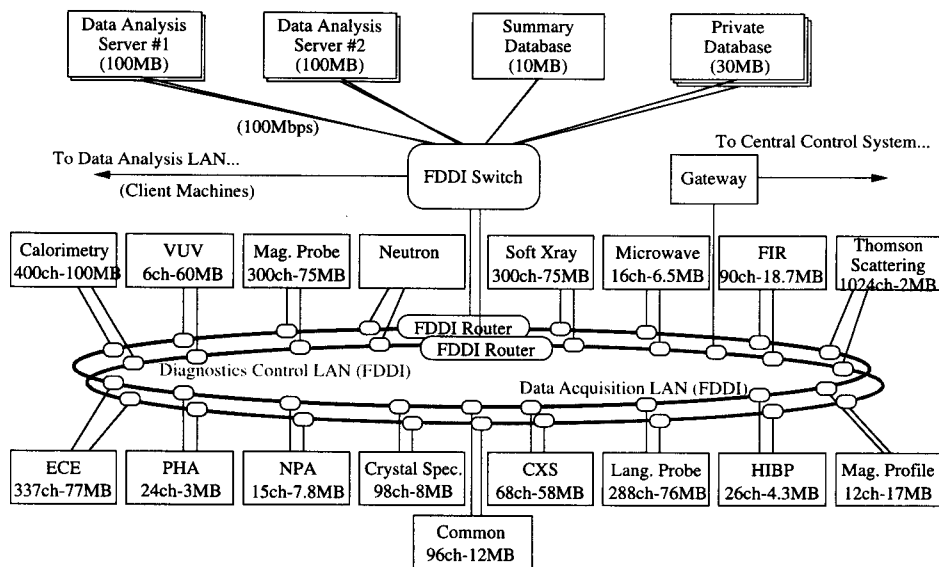 Data Analysis
Server #1
(100MB)
Data Analysis
Server #2
(100MB)
Summary
Database
(10MB)
Private
Database
(30MB)
(100Mbps)
To Data Analysis LAN...
(Client Machines)
FDDI Switch
To Central Control System...
Gateway
Calorimetry
400ch-100MB
VUV
6ch-60MB
Mag. Probe
300ch-75MB
Neutron
Soft Xray
300ch-75MB
Microwave
16ch-6.5MB
FIR
90ch-18.7MB
Thomson
Scattering
1024ch-2MB
FDDI Router
FDDI Router
Diagnostics Control LAN (FDDI)
Data Acquisition LAN (FDDI)
ECE
337ch-77MB
PHA
24ch-3MB
NPA
15ch-7.8MB
Crystal Spec.
98ch-8MB
CXS
68ch-58MB
Lang. Probe
288ch-76MB
HIBP
26ch-4.3MB
Mag. Profile
12ch-17MB
Common
96ch-12MB